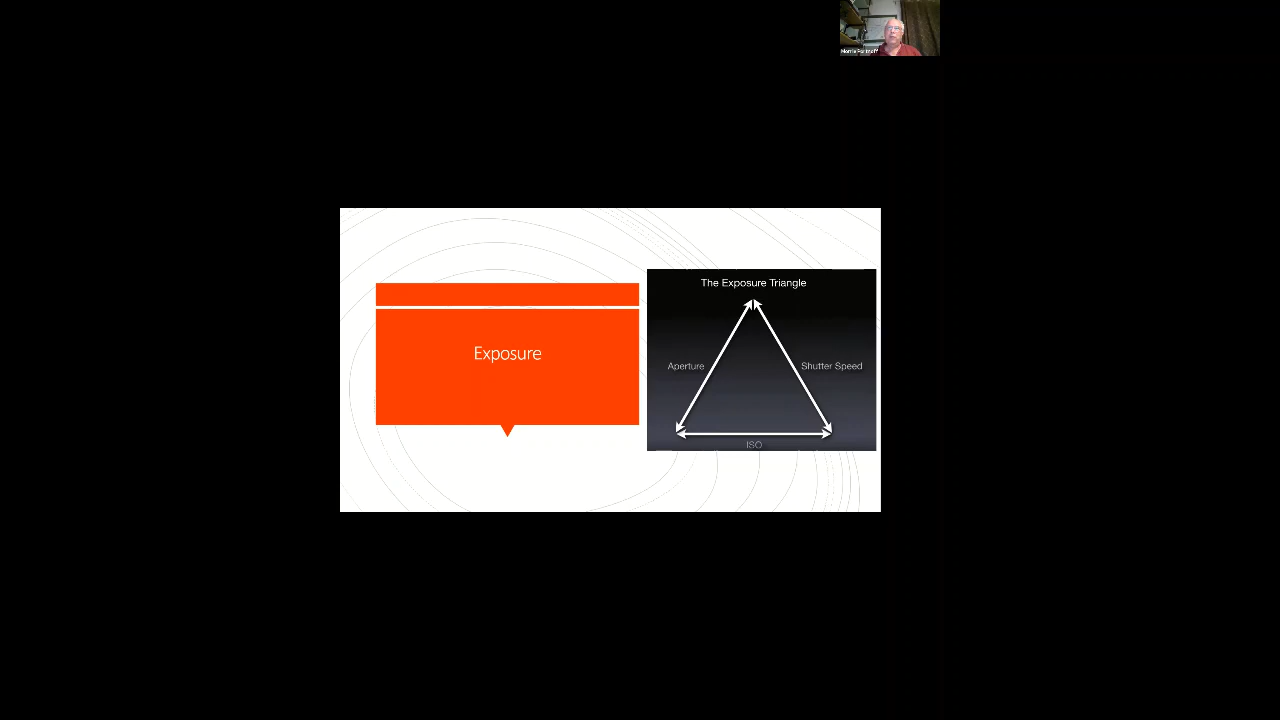 Exposure
The Exposure Triangle
Aperture
Shutter Speed
ISO